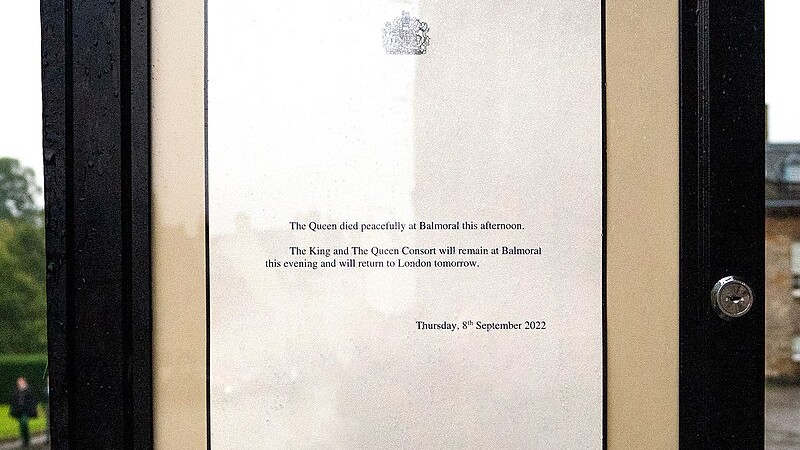 The Queen died peacefully at Balmoral this afternoon.
The King and The Queen Consort will remain at Balmoral
this evening and will return to London tomorrow.
Thursday, 8th September 2022